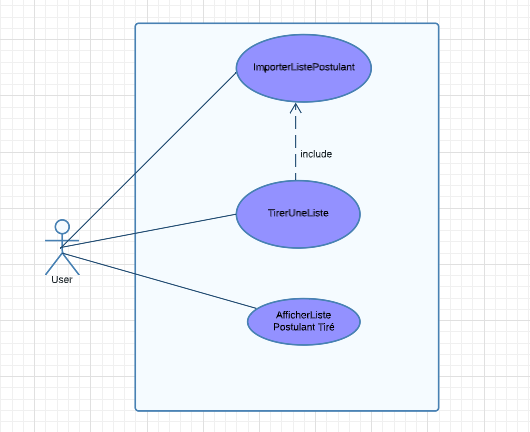 ImporterListePostulant
include
TirerUneListe
User
AfficherListe
Postulant Tiré